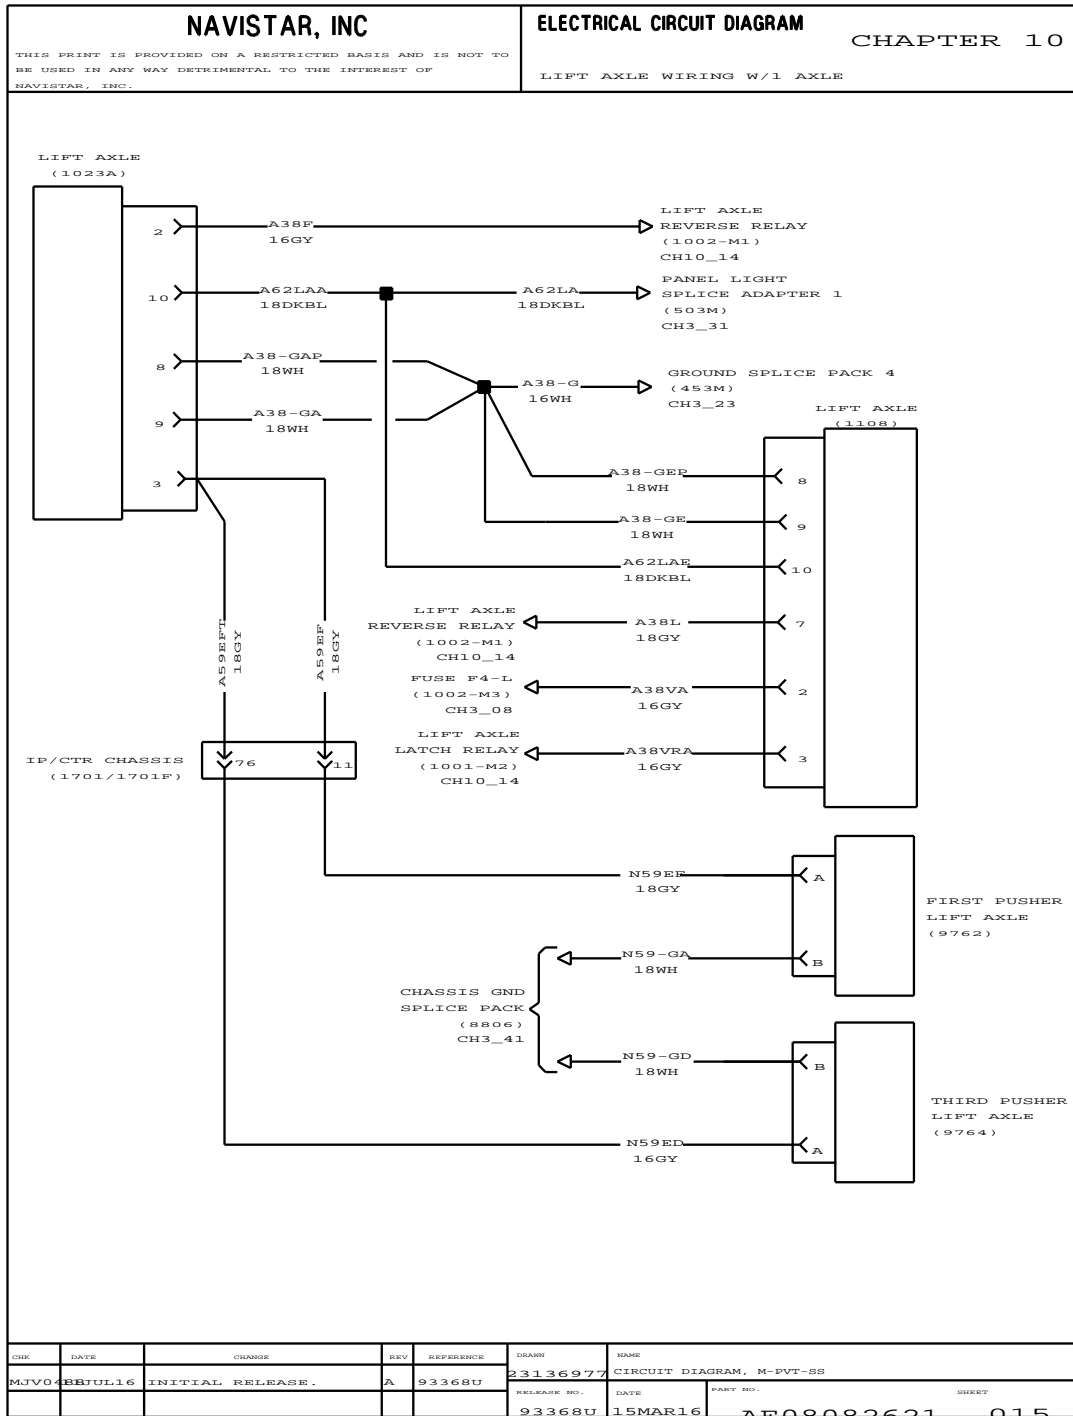 NAVISTAR, INC
THIS PRINT IS PROVIDED ON A RESTRICTED BASIS AND IS NOT TO
BE USED IN ANY WAY DETRIMENTAL TO THE INTEREST OF
NAVISTAR, INC.
ELECTRICAL CIRCUIT DIAGRAM
CHAPTER 10
LIFT AXLE WIRING W/1 AXLE
LIFT AXLE
(1023A)
2
A38F
16GY
LIFT AXLE
REVERSE RELAY
(1002-M1)
CH10_14
10
A62LAA
18DKBL
A62LA
18DKBL
PANEL LIGHT
SPLICE ADAPTER 1
(503M)
CH3_31
8
A38-GAP
18WH
A38-G
16WH
GROUND SPLICE PACK 4
(453M)
CH3_23
9
A38-GA
18WH
3
LIFT AXLE
(1108)
A38-GEP
18WH
8
A38-GE
18WH
9
A62LAE
18DKBL
10
LIFT AXLE
REVERSE RELAY
(1002-M1)
CH10_14
A38L
18GY
7
FUSE F4-L
(1002-M3)
CH3_08
A38VA
16GY
2
LIFT AXLE
LATCH RELAY
(1001-M2)
CH10_14
A38VRA
16GY
3
A59EFT
18GY
A59EF
18GY
IP/CTR CHASSIS
(1701/1701F)
76
11
N59EF
18GY
A
FIRST PUSHER
LIFT AXLE
(9762)
N59-GA
18WH
B
CHASSIS GND
SPLICE PACK
(8806)
CH3_41
N59-GD
18WH
B
THIRD PUSHER
LIFT AXLE
(9764)
N59ED
16GY
A
CHK DATE CHANGE REV REFERENCE
INITIAL RELEASE. A 93368U
DRAWN
23136977
NAME
CIRCUIT DIAGRAM, M-PVT-SS
RELEASE NO.
93368U
DATE
15MAR16
PART NO.
SHEET
015